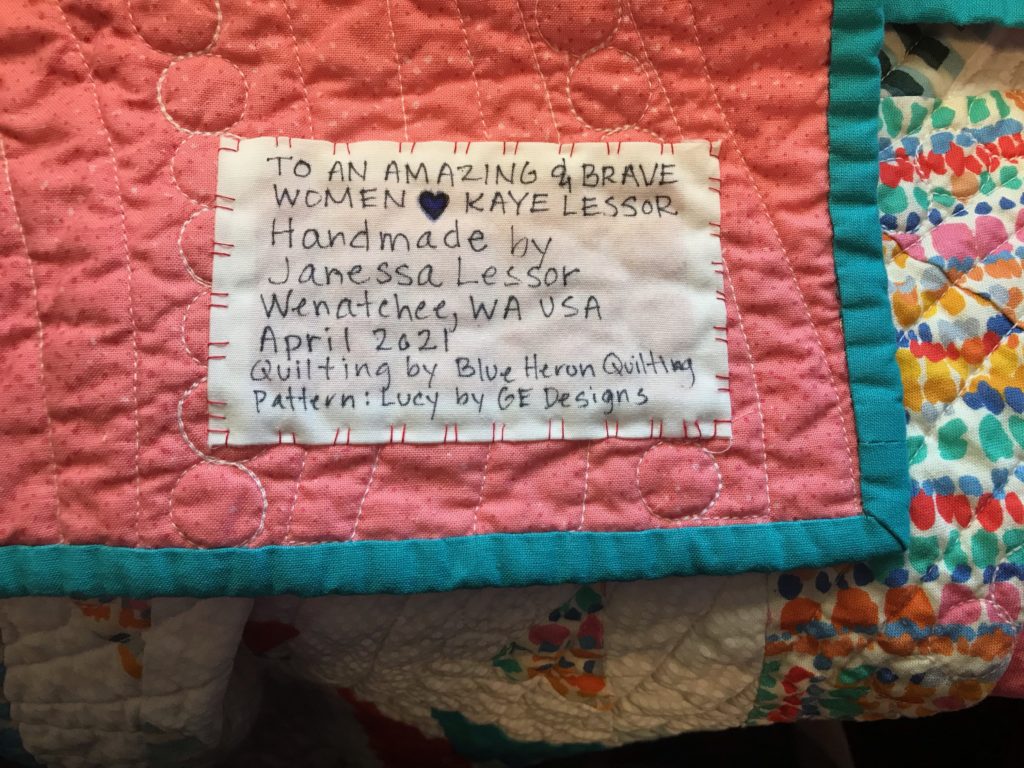 TO AN AMAZING & BRAVE
WOMEN ♥ KAYE LESSOR
Handmade by
Janessa Lessor
Wenatchee, WA USA
April 2021
Quilting by Blue Heron Quilting
Pattern: Lucy by GE Designs